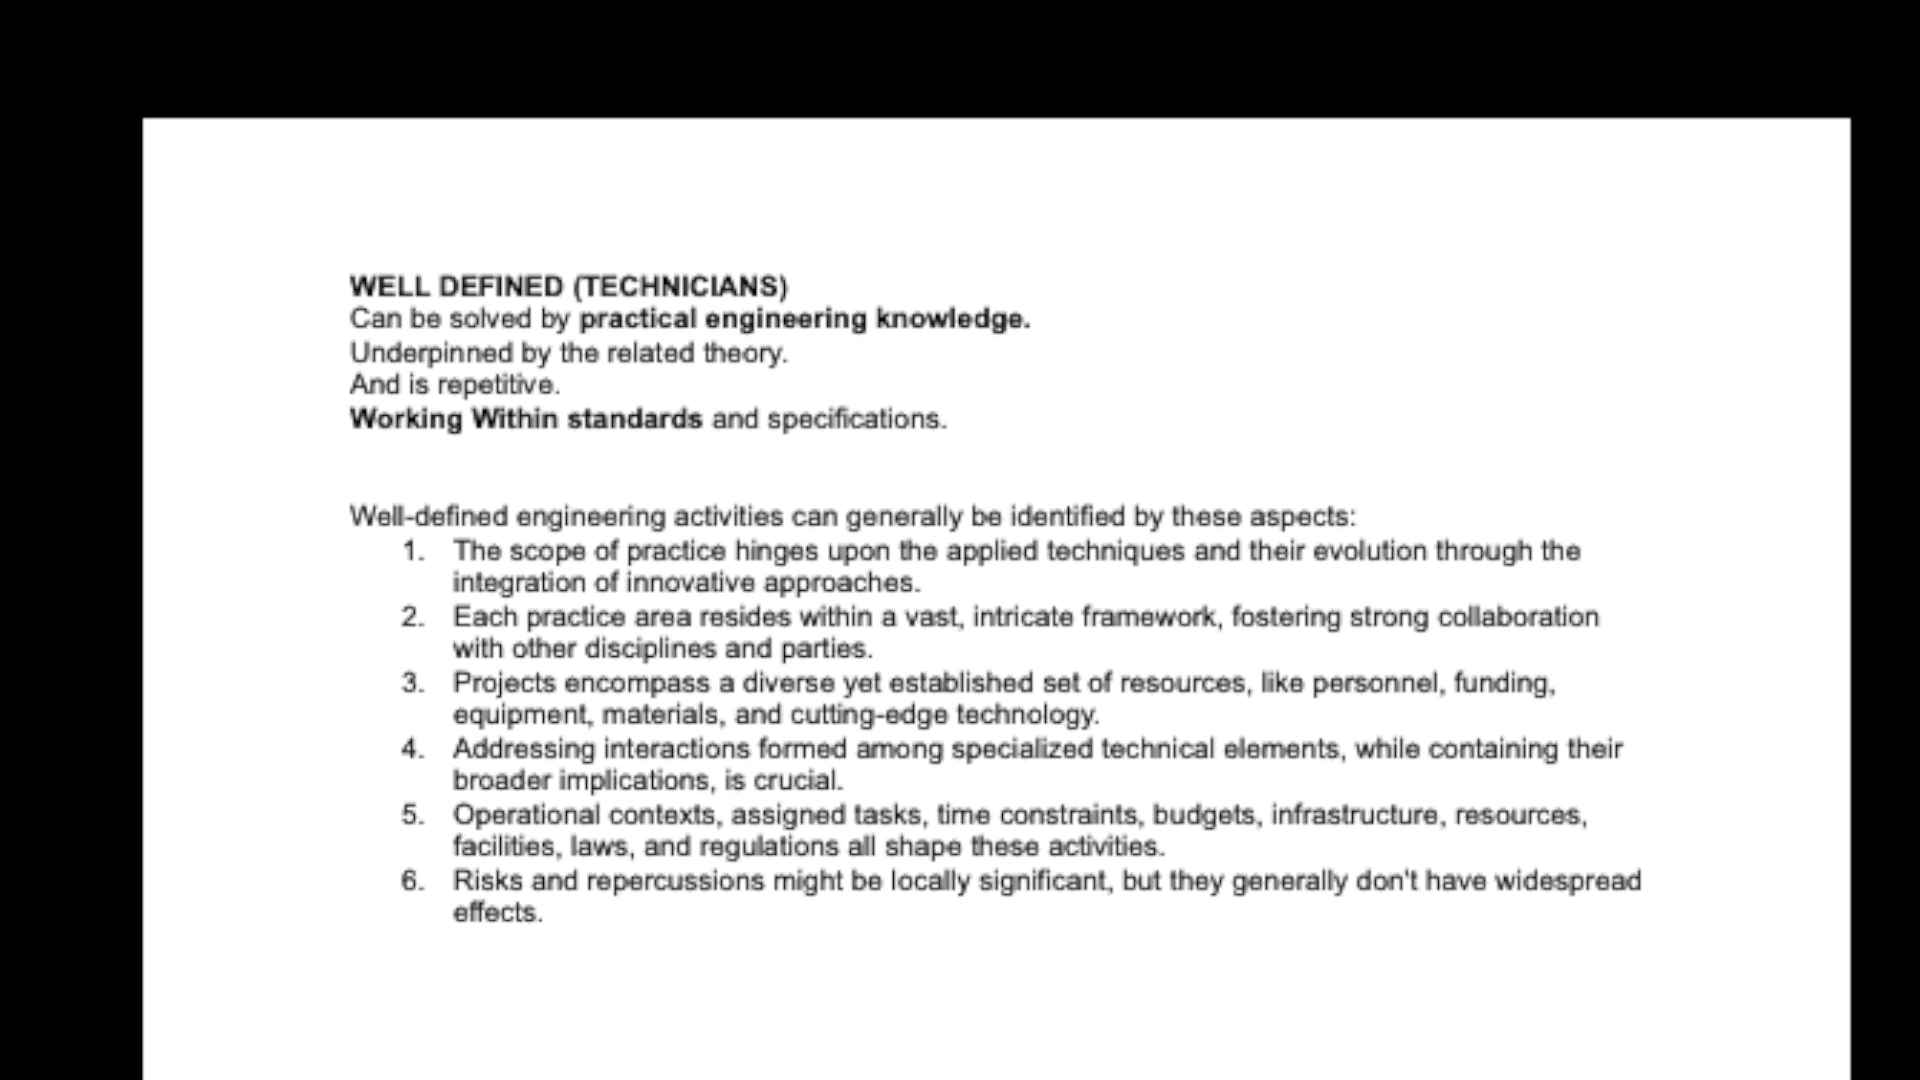 WELL DEFINED (TECHNICIANS)
Can be solved by practical engineering knowledge.
Underpinned by the related theory.
And is repetitive.
Working Within standards and specifications.
Well-defined engineering activities can generally be identified by these aspects:
1. The scope of practice hinges upon the applied techniques and their evolution through the
integration of innovative approaches.
2. Each practice area resides within a vast, intricate framework, fostering strong collaboration
with other disciplines and parties.
3. Projects encompass a diverse yet established set of resources, like personnel, funding,
equipment, materials, and cutting-edge technology.
4. Addressing interactions formed among specialized technical elements, while containing their
broader implications, is crucial.
5. Operational contexts, assigned tasks, time constraints, budgets, infrastructure, resources,
facilities, laws, and regulations all shape these activities.
6. Risks and repercussions might be locally significant, but they generally don't have widespread
effects.